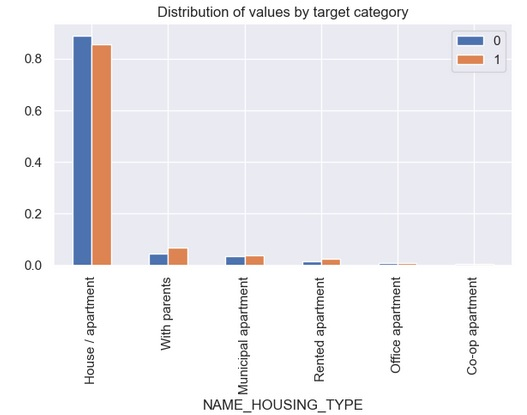 Distribution of values by target category
0
1
0.8
0.6
0.4
0.2
0.0
House / apartment
With parents
Municipal apartment
Rented apartment
Office apartment
Co-op apartment
NAME_HOUSING_TYPE